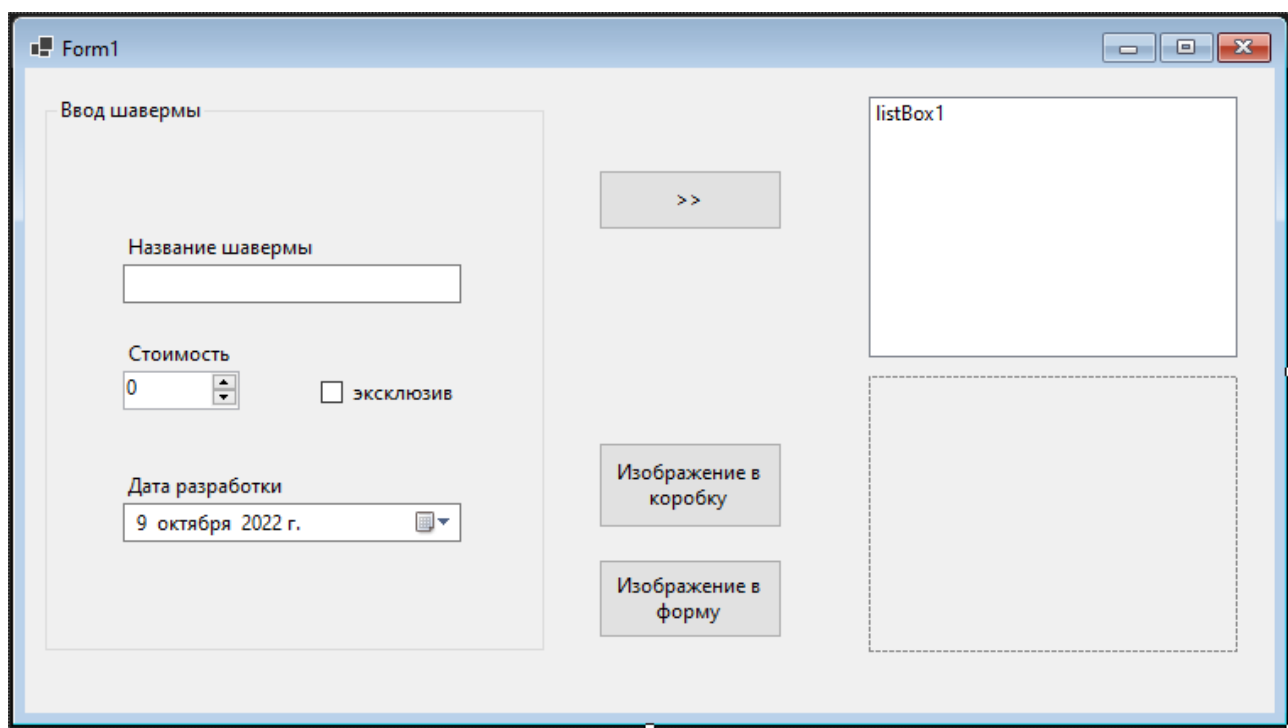 Form1
Ввод шавермы
Название шавермы
Стоимость
0
эксклюзив
Дата разработки
9 октября 2022 г.
>>
Изображение в
коробку
Изображение в
форму
listBox1